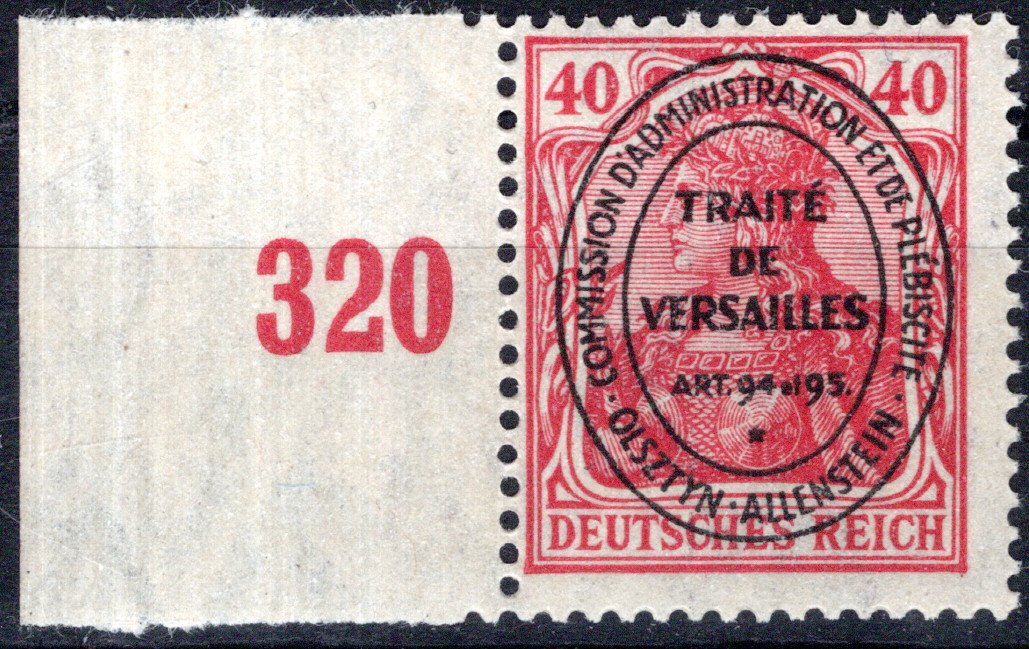 320
40 40
COMMISSION D'ADMINISTRATION ET DE PLÉBISCITE · OLSZTYN · ALLENSTEIN ·
TRAITÉ
DE
VERSAILLES
ART. 94 et 95.
*
DEUTSCHES REICH